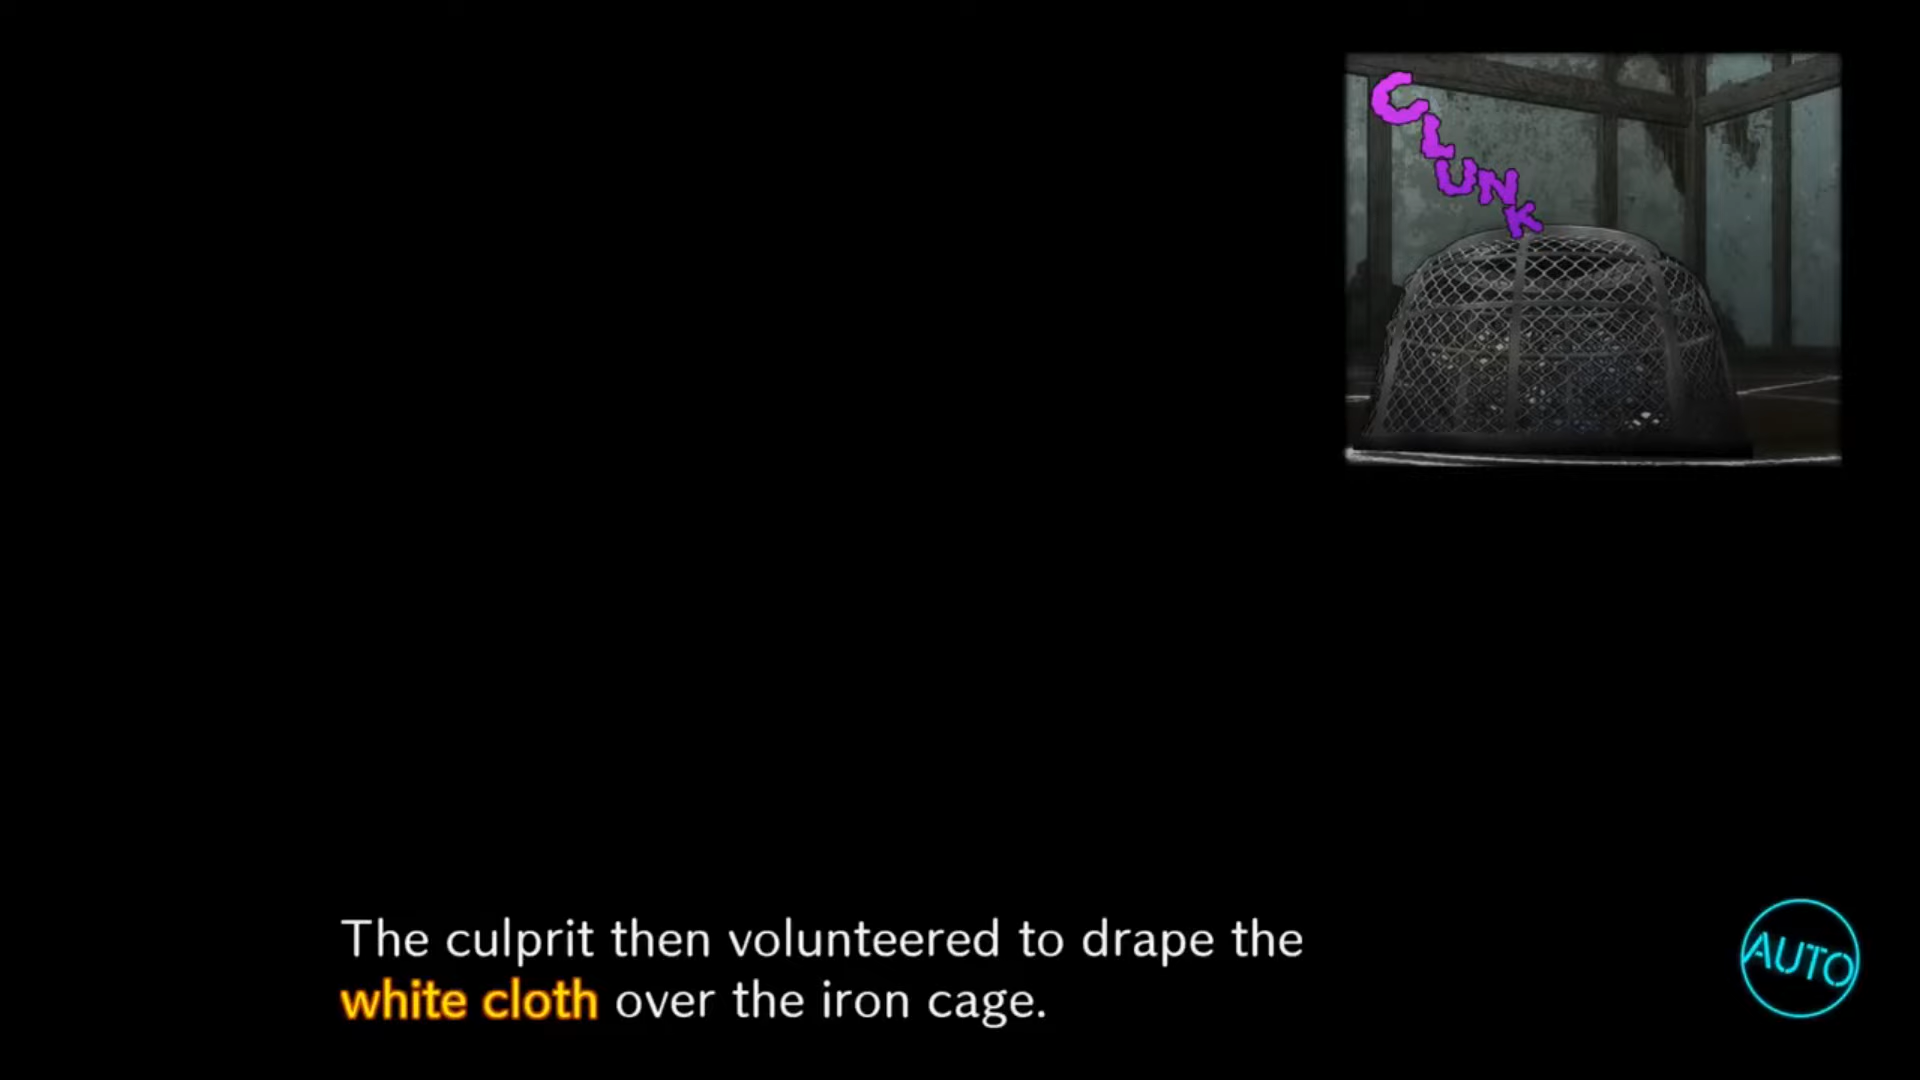 CLUNK
The culprit then volunteered to drape the
white cloth over the iron cage.
AUTO